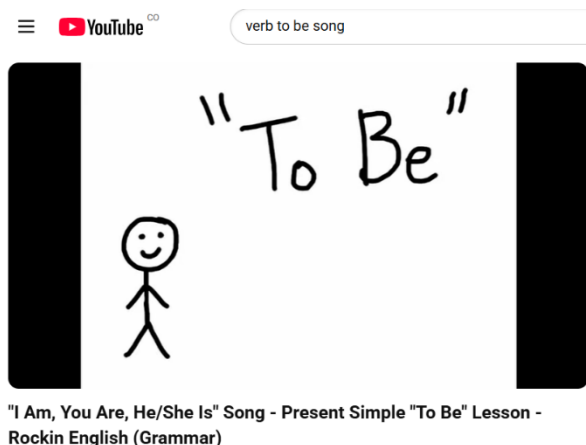 YouTube CO
verb to be song
"To Be"
"I Am, You Are, He/She Is" Song - Present Simple "To Be" Lesson -
Rockin English (Grammar)